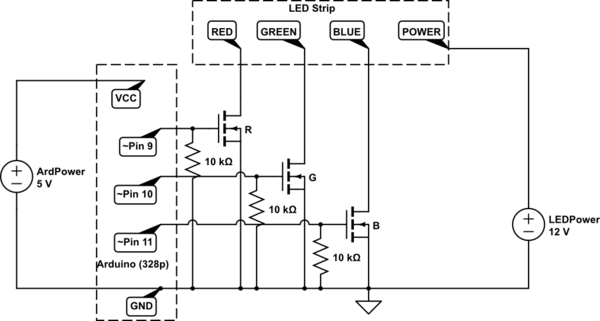 LED Strip
RED
GREEN
BLUE
POWER
VCC
~Pin 9
R
10 kΩ
ArdPower
5 V
~Pin 10
G
10 kΩ
~Pin 11
B
LEDPower
12 V
10 kΩ
Arduino (328p)
GND